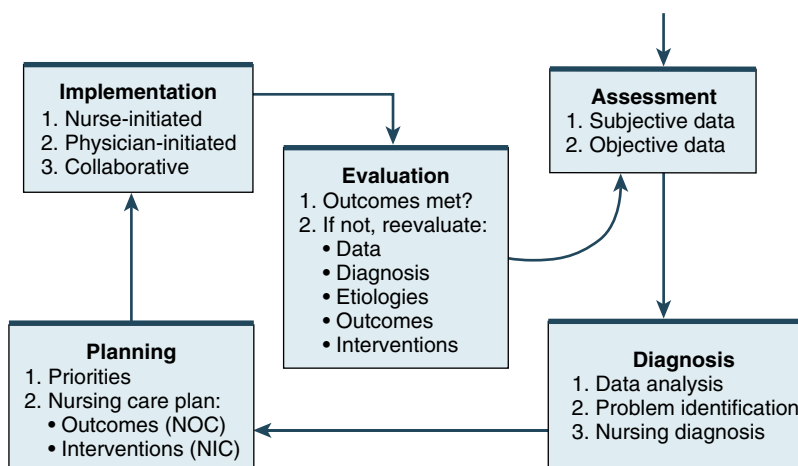 Implementation
1. Nurse-initiated
2. Physician-initiated
3. Collaborative
Evaluation
1. Outcomes met?
2. If not, reevaluate:
• Data
• Diagnosis
• Etiologies
• Outcomes
• Interventions
Assessment
1. Subjective data
2. Objective data
Planning
1. Priorities
2. Nursing care plan:
• Outcomes (NOC)
• Interventions (NIC)
Diagnosis
1. Data analysis
2. Problem identification
3. Nursing diagnosis